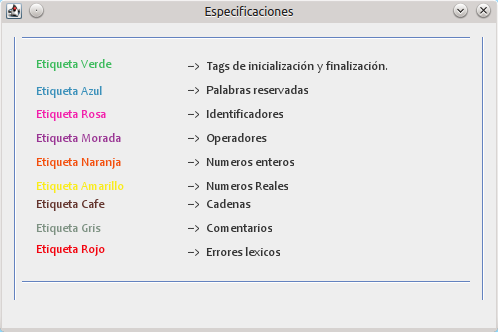 Especificaciones
Etiqueta Verde --> Tags de inicialización y finalización.
Etiqueta Azul --> Palabras reservadas
Etiqueta Rosa --> Identificadores
Etiqueta Morada --> Operadores
Etiqueta Naranja --> Numeros enteros
Etiqueta Amarillo --> Numeros Reales
Etiqueta Cafe --> Cadenas
Etiqueta Gris --> Comentarios
Etiqueta Rojo --> Errores lexicos